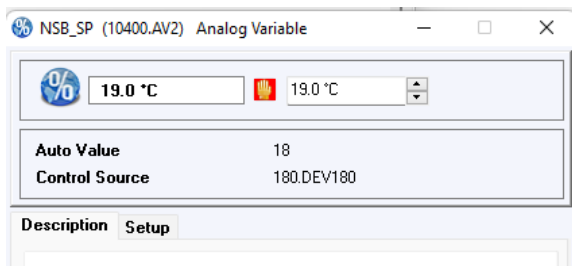 NSB_SP (10400.AV2) Analog Variable
19.0 °C 19.0 °C
Auto Value 18
Control Source 180.DEV180
Description Setup